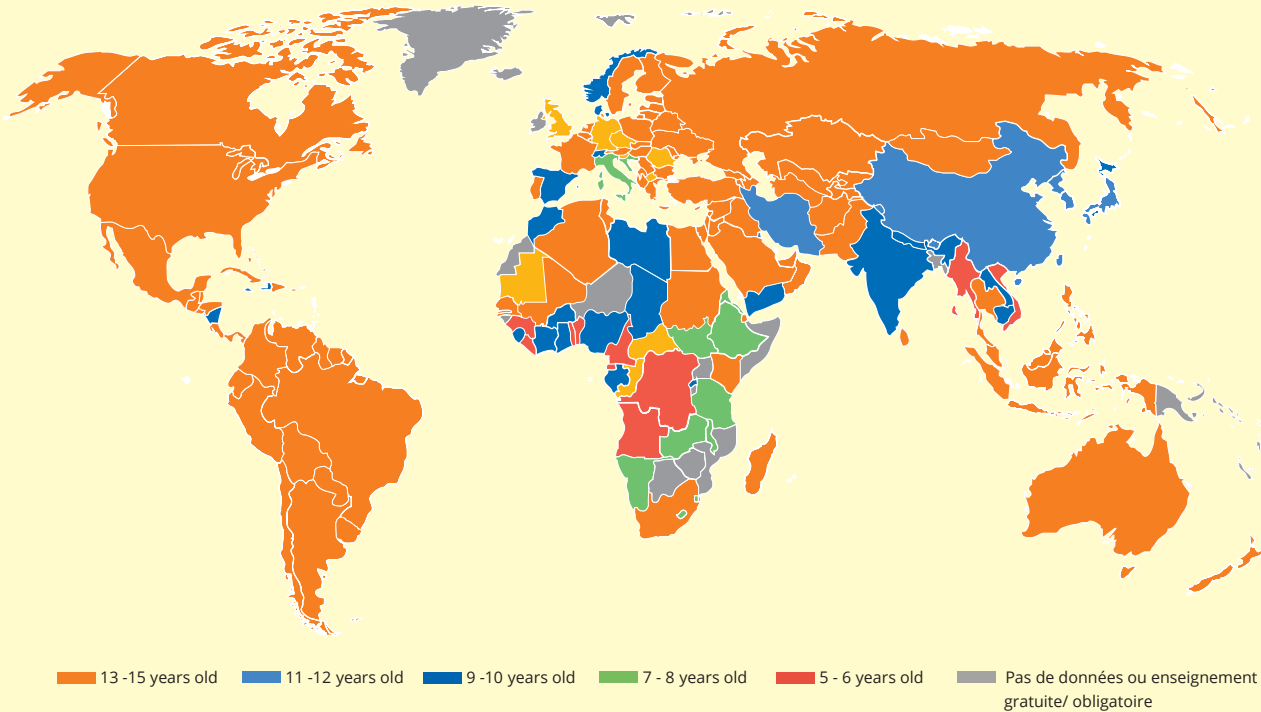 13 -15 years old
11 -12 years old
9 -10 years old
7 - 8 years old
5 - 6 years old
Pas de données ou enseignement
gratuite/ obligatoire